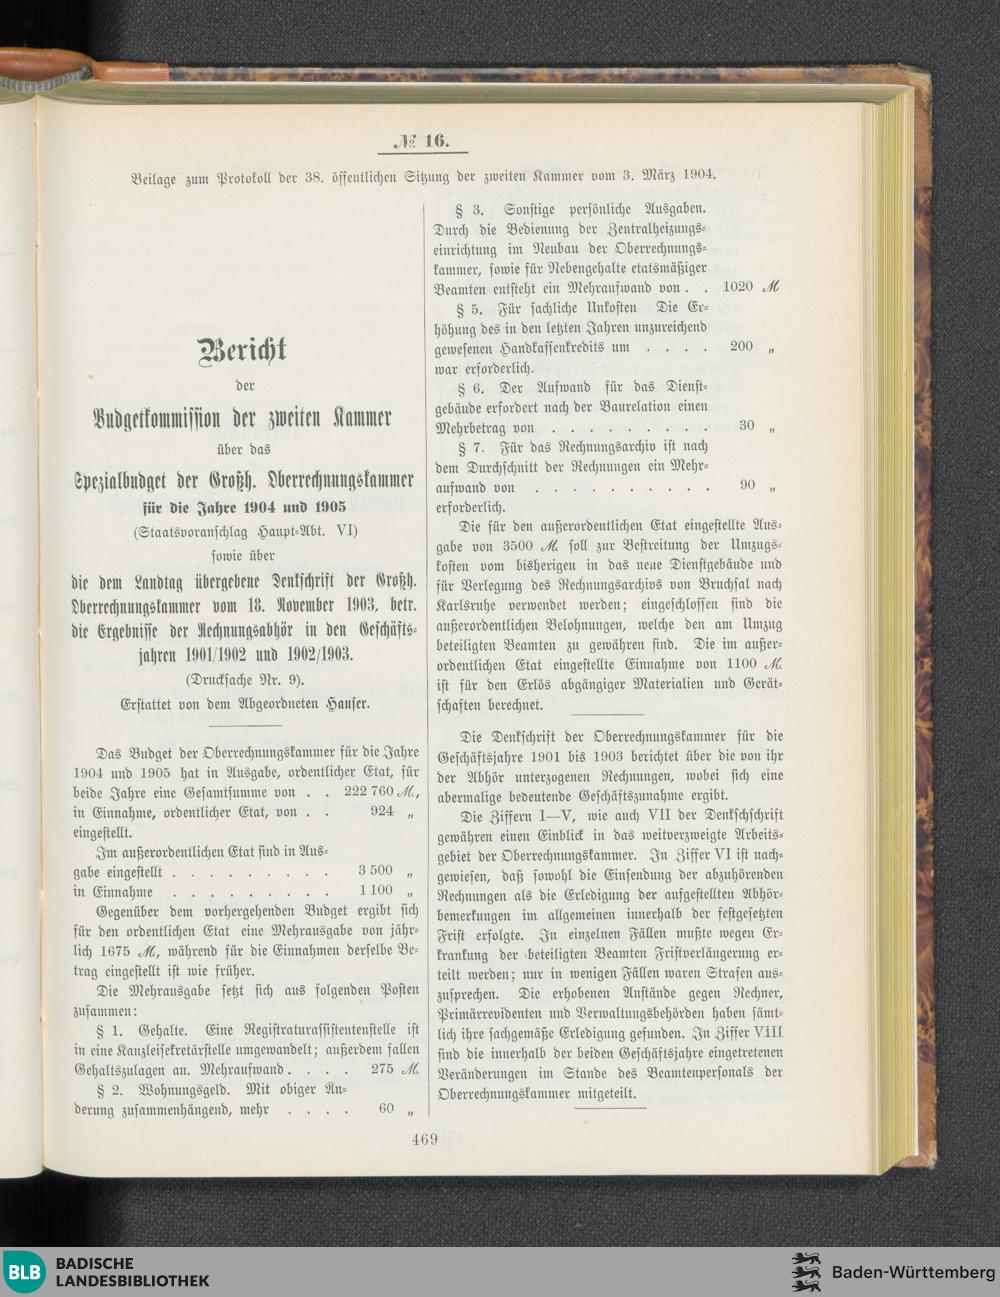 № 16.
Beilage zum Protokoll der 38. öffentlichen Sitzung der zweiten Kammer vom 3. März 1904.
Bericht
der
Budgetkommission der zweiten Kammer
über das
Spezialbudget der Großh. Oberrechnungskammer
für die Jahre 1904 und 1905
(Staatsvoranschlag Haupt-Abt. VI)
sowie über
die dem Landtag übergebene Denkschrift der Großh.
Oberrechnungskammer vom 18. November 1903, betr.
die Ergebnisse der Rechnungsabhör in den Geschäfts-
jahren 1901/1902 und 1902/1903.
(Drucksache Nr. 9).
Erstattet von dem Abgeordneten Hauser.
Das Budget der Oberrechnungskammer für die Jahre
1904 und 1905 hat in Ausgabe, ordentlicher Etat, für
beide Jahre eine Gesamtsumme von . . 222 760 ℳ,
in Einnahme, ordentlicher Etat, von . . 924 „
eingestellt.
Im außerordentlichen Etat sind in Aus-
gabe eingestellt . . . . . . . . . 3 500 „
in Einnahme . . . . . . . . . 1 100 „
Gegenüber dem vorhergehenden Budget ergibt sich
für den ordentlichen Etat eine Mehrausgabe von jähr-
lich 1675 ℳ, während für die Einnahmen derselbe Be-
trag eingestellt ist wie früher.
Die Mehrausgabe setzt sich aus folgenden Posten
zusammen:
§ 1. Gehalte. Eine Registraturassistentenstelle ist
in eine Kanzleisekretärstelle umgewandelt; außerdem fallen
Gehaltszulagen an. Mehraufwand . . . . 275 ℳ.
§ 2. Wohnungsgeld. Mit obiger Än-
derung zusammenhängend, mehr . . . . 60 „
§ 3. Sonstige persönliche Ausgaben.
Durch die Bedienung der Zentralheizungs-
einrichtung im Neubau der Oberrechnungs-
kammer, sowie für Nebengehalte etatsmäßiger
Beamten entsteht ein Mehraufwand von . . 1020 ℳ
§ 5. Für sachliche Unkosten Die Er-
höhung des in den letzten Jahren unzureichend
gewesenen Handkassenkredits um . . . . 200 „
war erforderlich.
§ 6. Der Aufwand für das Dienst-
gebäude erfordert nach der Baurelation einen
Mehrbetrag von . . . . . . . . . 30 „
§ 7. Für das Rechnungsarchiv ist nach
dem Durchschnitt der Rechnungen ein Mehr-
aufwand von . . . . . . . . . . 90 „
erforderlich.
Die für den außerordentlichen Etat eingestellte Aus-
gabe von 3500 ℳ. soll zur Bestreitung der Umzugs-
kosten vom bisherigen in das neue Dienstgebäude und
für Verlegung des Rechnungsarchivs von Bruchsal nach
Karlsruhe verwendet werden; eingeschlossen sind die
außerordentlichen Belohnungen, welche den am Umzug
beteiligten Beamten zu gewähren sind. Die im außer-
ordentlichen Etat eingestellte Einnahme von 1100 ℳ.
ist für den Erlös abgängiger Materialien und Gerät-
schaften berechnet.
Die Denkschrift der Oberrechnungskammer für die
Geschäftsjahre 1901 bis 1903 berichtet über die von ihr
der Abhör unterzogenen Rechnungen, wobei sich eine
abermalige bedeutende Geschäftszunahme ergibt.
Die Ziffern I—V, wie auch VII der Denkschschrift
gewähren einen Einblick in das weitverzweigte Arbeits-
gebiet der Oberrechnungskammer. In Ziffer VI ist nach-
gewiesen, daß sowohl die Einsendung der abzuhörenden
Rechnungen als die Erledigung der aufgestellten Abhör-
bemerkungen im allgemeinen innerhalb der festgesetzten
Frist erfolgte. In einzelnen Fällen mußte wegen Er-
krankung der beteiligten Beamten Fristverlängerung er-
teilt werden; nur in wenigen Fällen waren Strafen aus-
zusprechen. Die erhobenen Anstände gegen Rechner,
Primärrevidenten und Verwaltungsbehörden haben sämt-
lich ihre sachgemäße Erledigung gefunden. In Ziffer VIII
sind die innerhalb der beiden Geschäftsjahre eingetretenen
Veränderungen im Stande des Beamtenpersonals der
Oberrechnungskammer mitgeteilt.
469
BLB BADISCHE
LANDESBIBLIOTHEK
Baden-Württemberg